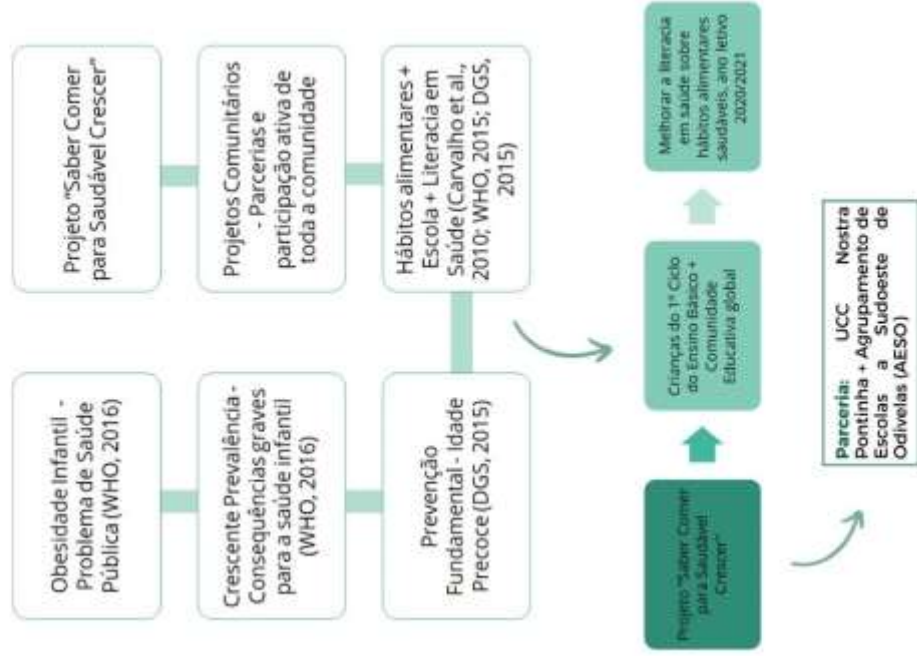 Obesidade Infantil -
Problema de Saúde
Pública (WHO, 2016)
Crescente Prevalência-
Consequências graves
para a saúde infantil
(WHO, 2016)
Prevenção
Fundamental - Idade
Precoce (DGS, 2015)
Hábitos alimentares +
Escola + Literacia em
Saúde (Carvalho et al.,
2010; WHO, 2015; DGS,
2015)
Projetos Comunitários
- Parcerias e
participação ativa de
toda a comunidade
Projeto "Saber Comer
para Saudável Crescer"
Projeto "Saber Comer
para Saudável
Crescer"
Crianças do 1º Ciclo
do Ensino Básico +
Comunidade
Educativa global
Melhorar a literacia
em saúde sobre
hábitos alimentares
saudáveis, ano letivo
2020/2021
Parceria: UCC Nostra
Pontinha + Agrupamento de
Escolas a Sudoeste de
Odivelas (AESO)